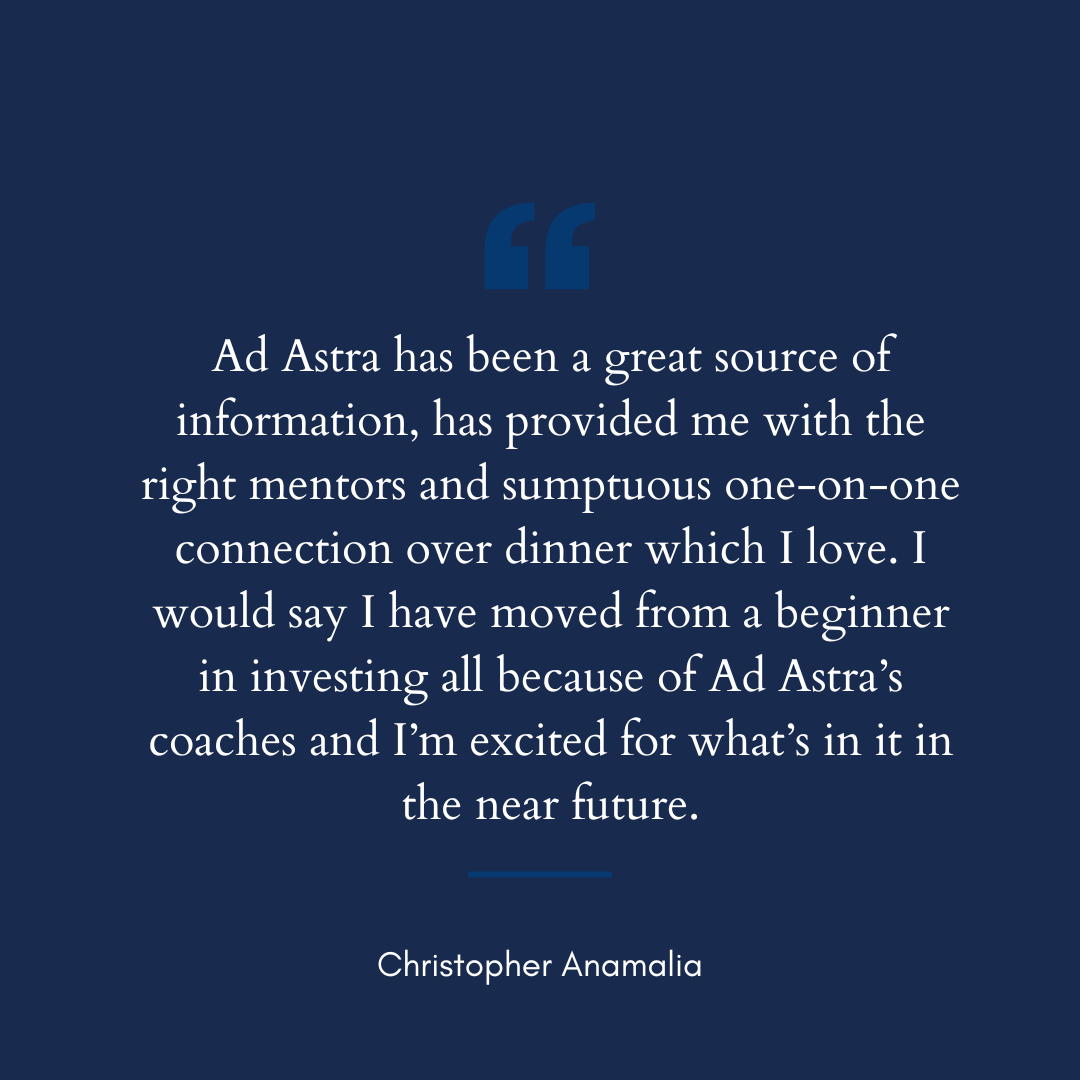 “
Ad Astra has been a great source of
information, has provided me with the
right mentors and sumptuous one-on-one
connection over dinner which I love. I
would say I have moved from a beginner
in investing all because of Ad Astra’s
coaches and I’m excited for what’s in it in
the near future.
Christopher Anamalia